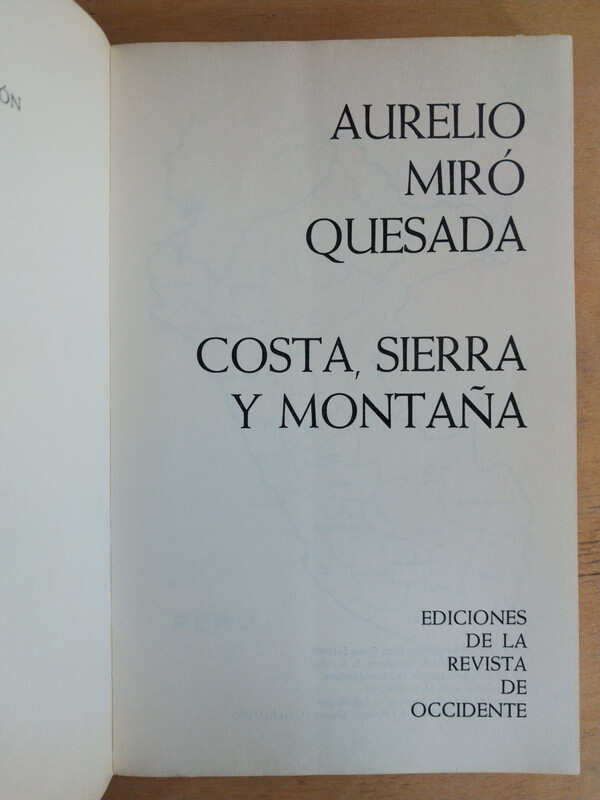 AURELIO
MIRÓ
QUESADA
COSTA, SIERRA
Y MONTAÑA
EDICIONES
DE LA
REVISTA
DE
OCCIDENTE